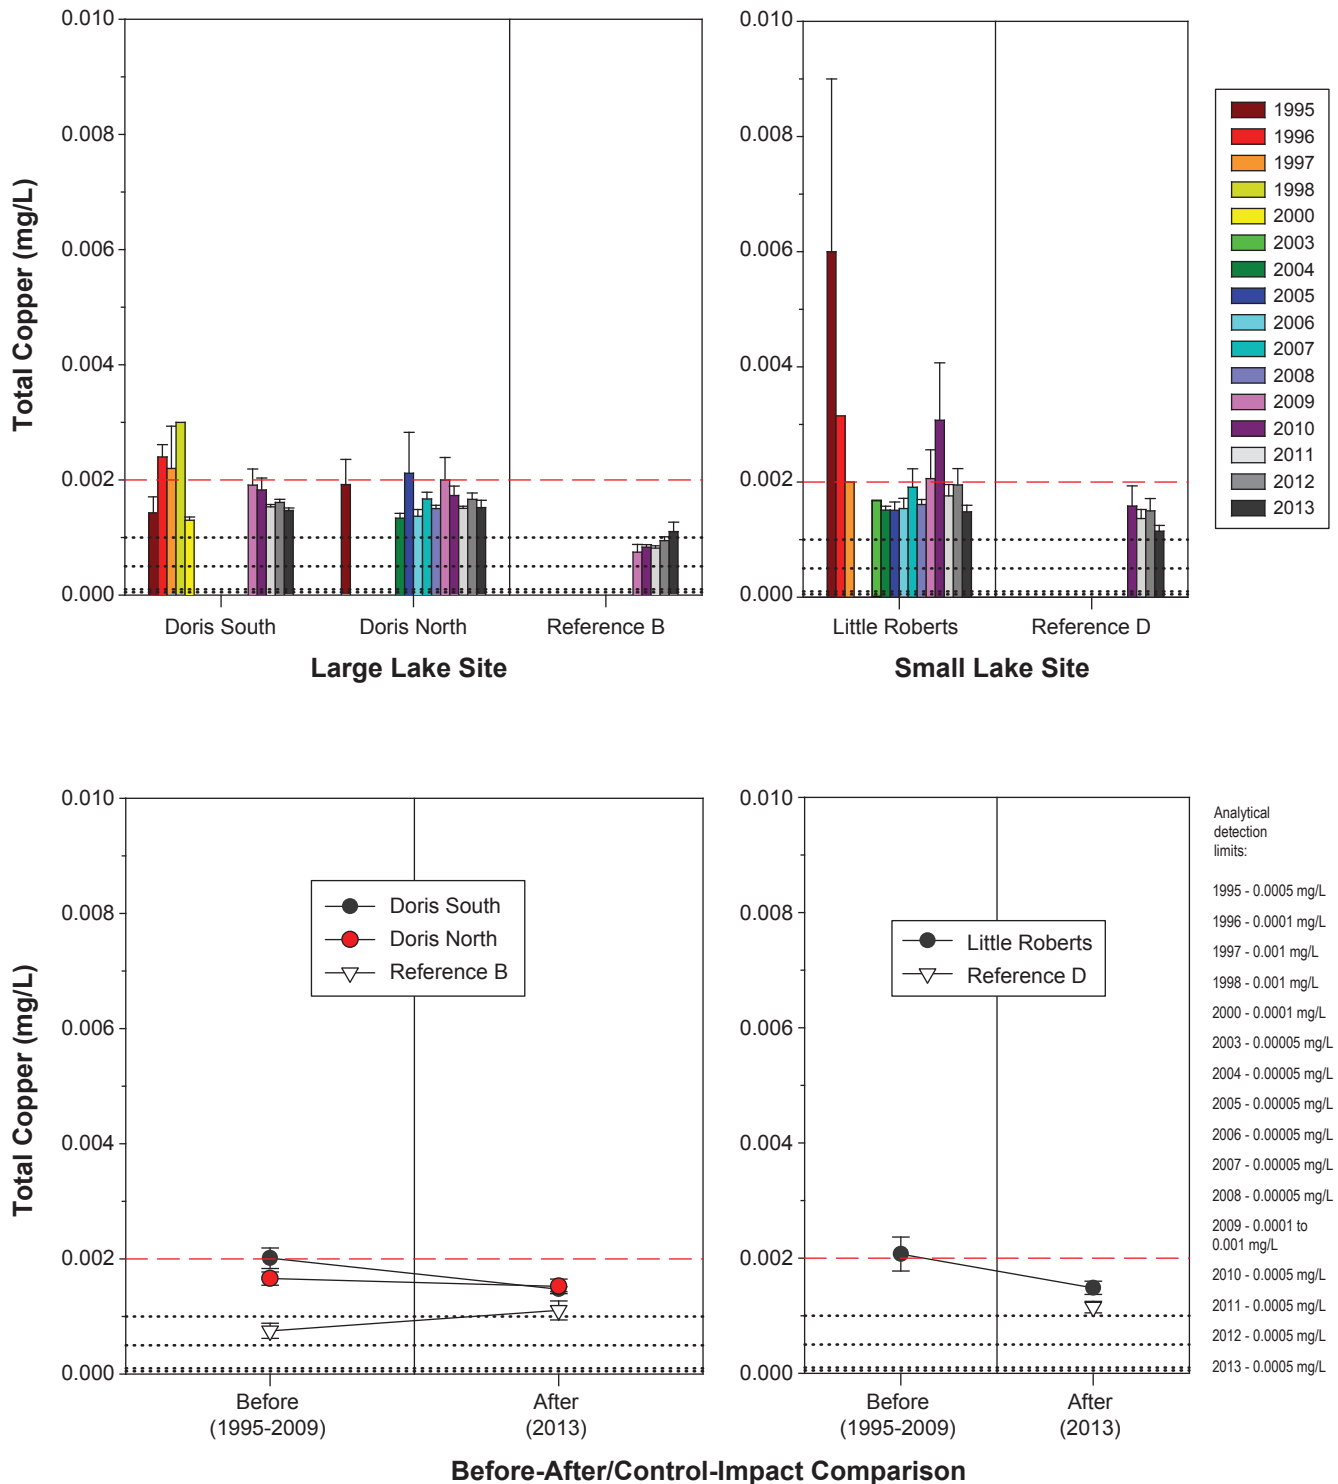 0.010
0.008
0.006
0.004
0.002
0.000
Total Copper (mg/L)
Doris South
Doris North
Reference B
Large Lake Site
0.010
0.008
0.006
0.004
0.002
0.000
Little Roberts
Reference D
Small Lake Site
1995
1996
1997
1998
2000
2003
2004
2005
2006
2007
2008
2009
2010
2011
2012
2013
0.010
0.008
0.006
0.004
0.002
0.000
Total Copper (mg/L)
Doris South
Doris North
Reference B
Before
(1995-2009)
After
(2013)
0.010
0.008
0.006
0.004
0.002
0.000
Little Roberts
Reference D
Before
(1995-2009)
After
(2013)
Analytical
detection
limits:
1995 - 0.0005 mg/L
1996 - 0.0001 mg/L
1997 - 0.001 mg/L
1998 - 0.001 mg/L
2000 - 0.0001 mg/L
2003 - 0.00005 mg/L
2004 - 0.00005 mg/L
2005 - 0.00005 mg/L
2006 - 0.00005 mg/L
2007 - 0.00005 mg/L
2008 - 0.00005 mg/L
2009 - 0.0001 to
0.001 mg/L
2010 - 0.0005 mg/L
2011 - 0.0005 mg/L
2012 - 0.0005 mg/L
2013 - 0.0005 mg/L
Before-After/Control-Impact Comparison